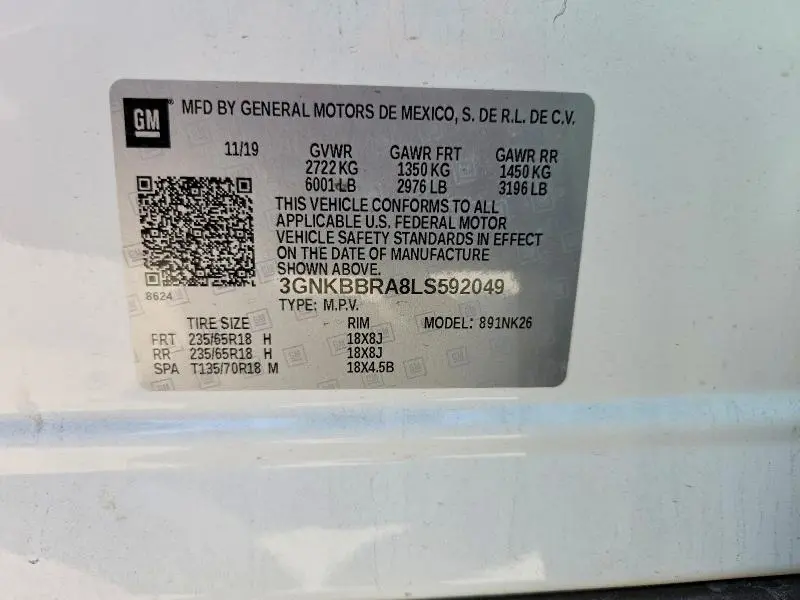 GM ® MFD BY GENERAL MOTORS DE MEXICO, S. DE R.L. DE C.V.
11/19 GVWR GAWR FRT GAWR RR
2722 KG 1350 KG 1450 KG
6001 LB 2976 LB 3196 LB
THIS VEHICLE CONFORMS TO ALL
APPLICABLE U.S. FEDERAL MOTOR
VEHICLE SAFETY STANDARDS IN EFFECT
ON THE DATE OF MANUFACTURE
SHOWN ABOVE.
8624
3GNKBBRA8LS592049
TYPE: M.P.V.
TIRE SIZE RIM MODEL: 891NK26
FRT 235/65R18 H 18X8J
RR 235/65R18 H 18X8J
SPA T135/70R18 M 18X4.5B